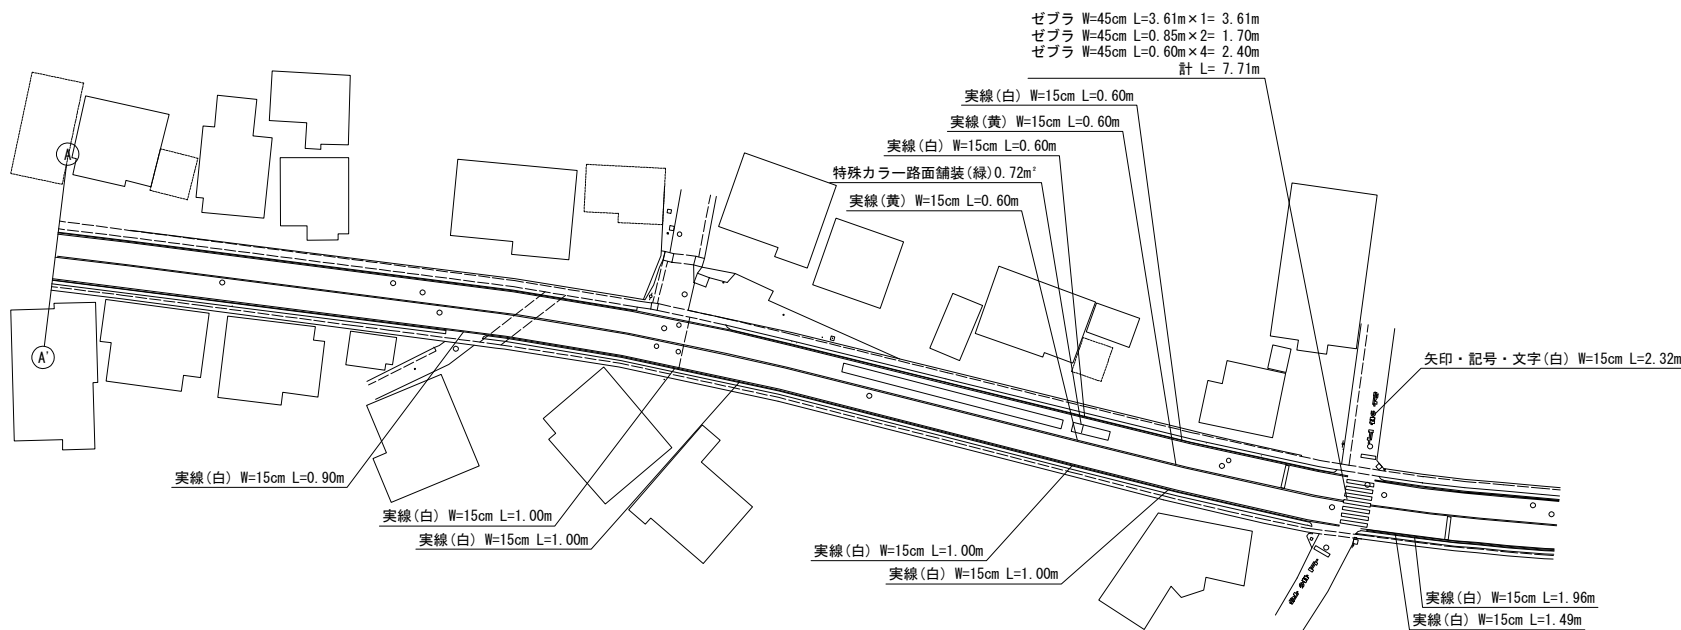 ゼブラ W=45cm L=3.61m×1= 3.61m
ゼブラ W=45cm L=0.85m×2= 1.70m
ゼブラ W=45cm L=0.60m×4= 2.40m
計 L= 7.71m
実線(白) W=15cm L=0.60m
実線(黄) W=15cm L=0.60m
実線(白) W=15cm L=0.60m
特殊カラー路面舗装(緑)0.72㎡
実線(黄) W=15cm L=0.60m
A
A'
矢印・記号・文字(白) W=15cm L=2.32m
実線(白) W=15cm L=0.90m
実線(白) W=15cm L=1.00m
実線(白) W=15cm L=1.00m
実線(白) W=15cm L=1.00m
実線(白) W=15cm L=1.00m
実線(白) W=15cm L=1.96m
実線(白) W=15cm L=1.49m